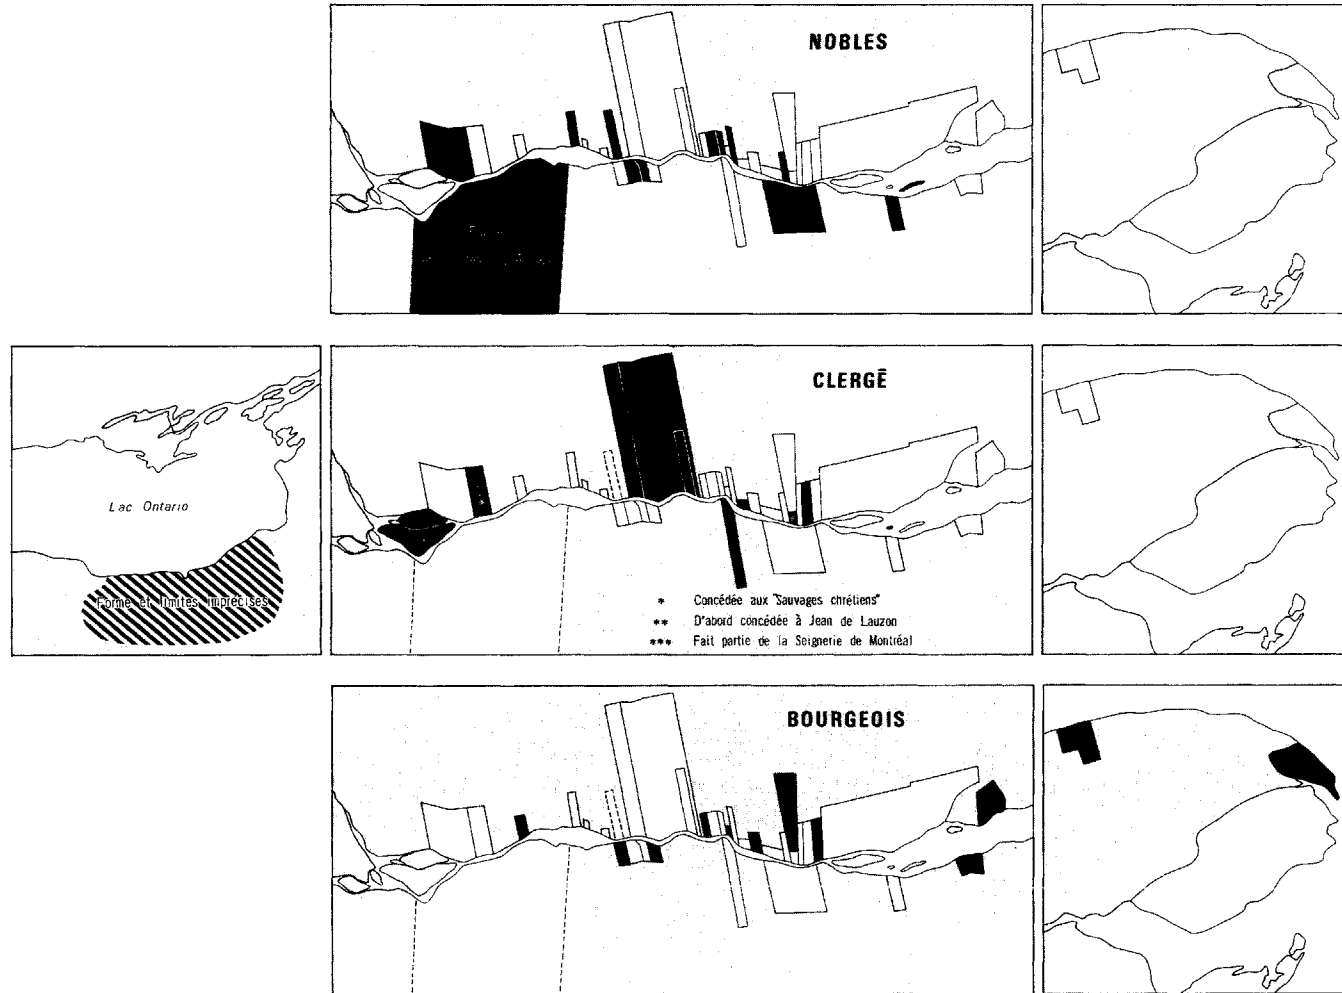 NOBLES
CLERGÉ
Lac Ontario
Forme et limites imprécises
* Concédée aux "Sauvages chrétiens"
** D'abord concédée à Jean de Lauzon
*** Fait partie de la Seignerie de Montréal
BOURGEOIS